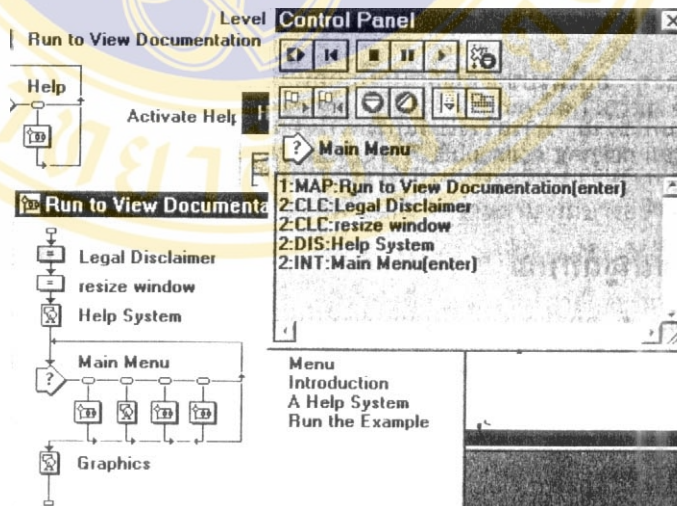 Level
Run to View Documentation
Help
Activate Help
Control Panel
? Main Menu
1:MAP:Run to View Documentation(enter)
2:CLC:Legal Disclaimer
2:CLC:resize window
2:DIS:Help System
2:INT:Main Menu(enter)
Run to View Documenta
= Legal Disclaimer
= resize window
Help System
Main Menu
?
Graphics
Menu
Introduction
A Help System
Run the Example